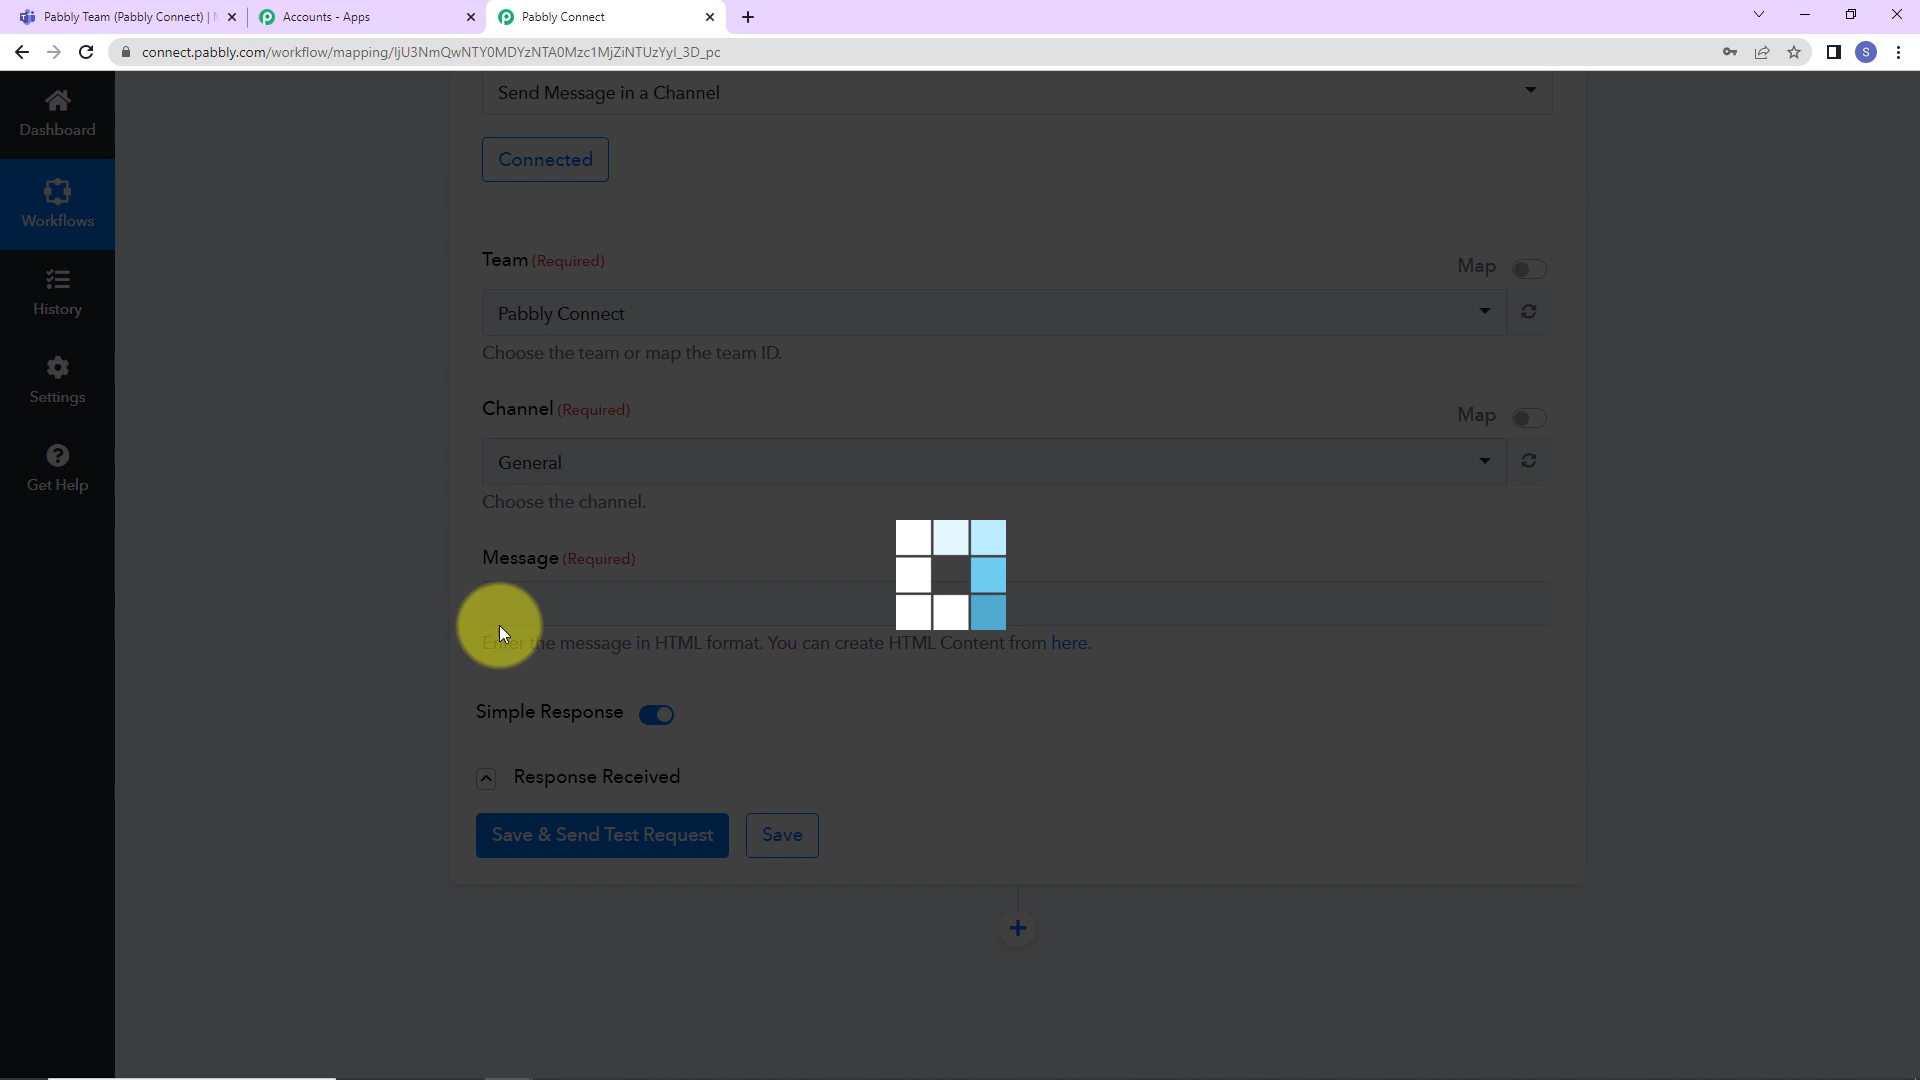 Pabbly Team (Pabbly Connect) |
Accounts - Apps
Pabbly Connect
connect.pabbly.com/workflow/mapping/IjU3NmQwNTY0MDYzNTA0Mzc1MjZiNTUzYyI_3D_pc
S
Dashboard
Workflows
History
Settings
Get Help
Send Message in a Channel
Connected
Team (Required)
Map
Pabbly Connect
Choose the team or map the team ID.
Channel (Required)
Map
General
Choose the channel.
Message (Required)
Enter the message in HTML format. You can create HTML Content from here.
Simple Response
Response Received
Save & Send Test Request
Save